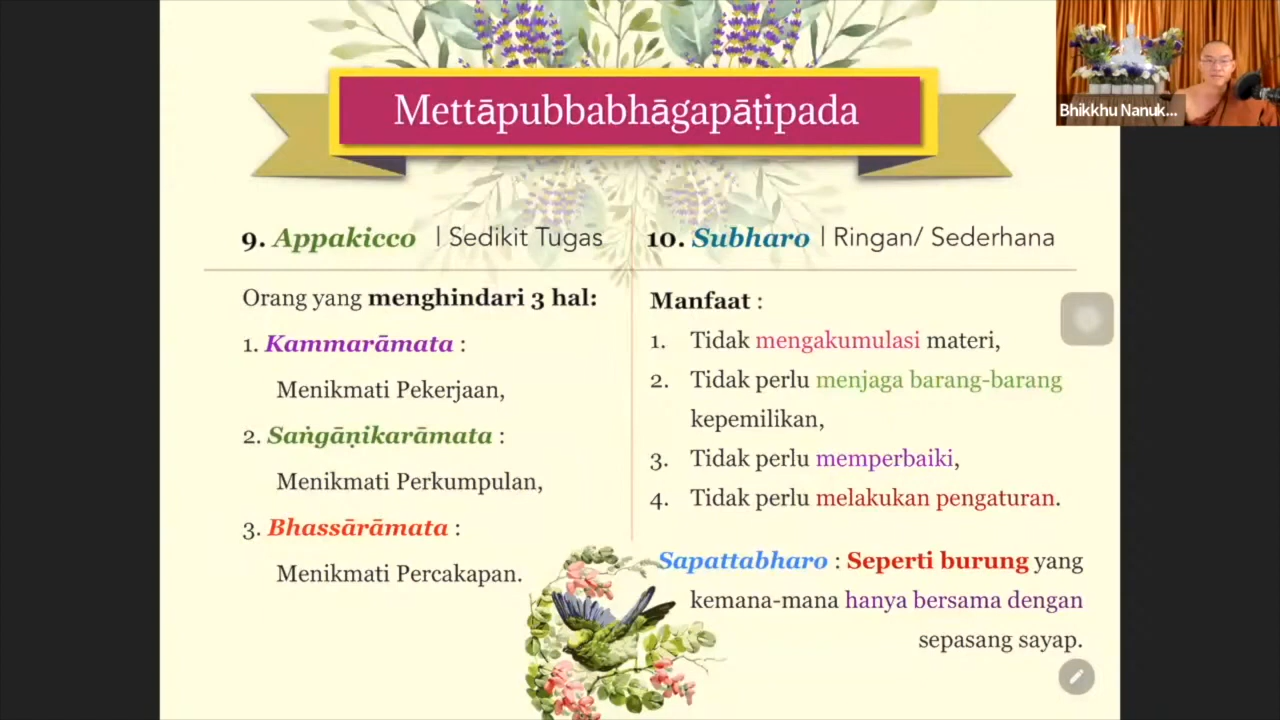 Mettāpubbabhāgapāṭipada
Bhikkhu Nanuk...
9. Appakicco | Sedikit Tugas
Orang yang menghindari 3 hal:
1. Kammarāmata :
Menikmati Pekerjaan,
2. Saṅgāṇikarāmata :
Menikmati Perkumpulan,
3. Bhassārāmata :
Menikmati Percakapan.
10. Subharo | Ringan/ Sederhana
Manfaat :
1. Tidak mengakumulasi materi,
2. Tidak perlu menjaga barang-barang
kepemilikan,
3. Tidak perlu memperbaiki,
4. Tidak perlu melakukan pengaturan.
Sapattabharo : Seperti burung yang
kemana-mana hanya bersama dengan
sepasang sayap.